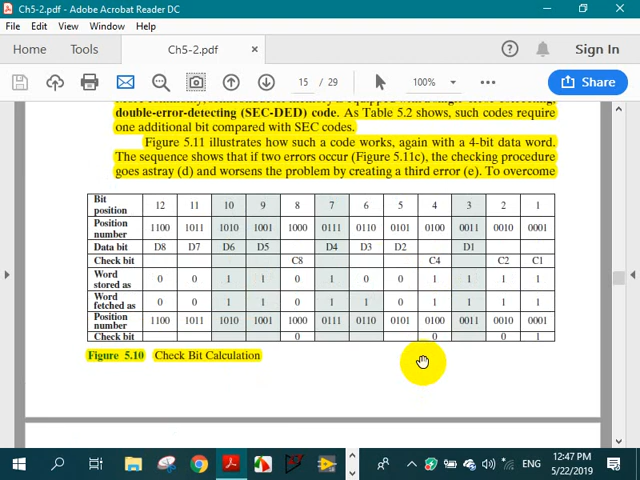 Ch5-2.pdf - Adobe Acrobat Reader DC
File Edit View Window Help
Home Tools Ch5-2.pdf × Sign In
15 / 29 100% Share
double-error-detecting (SEC-DED) code. As Table 5.2 shows, such codes require
one additional bit compared with SEC codes.
Figure 5.11 illustrates how such a code works, again with a 4-bit data word.
The sequence shows that if two errors occur (Figure 5.11c), the checking procedure
goes astray (d) and worsens the problem by creating a third error (e). To overcome
Bit position 12 11 10 9 8 7 6 5 4 3 2 1
Position number 1100 1011 1010 1001 1000 0111 0110 0101 0100 0011 0010 0001
Data bit D8 D7 D6 D5 D4 D3 D2 D1
Check bit C8 C4 C2 C1
Word stored as 0 0 1 1 0 1 0 0 1 1 1 1
Word fetched as 0 0 1 1 0 1 1 0 1 1 1 1
Position number 1100 1011 1010 1001 1000 0111 0110 0101 0100 0011 0010 0001
Check bit 0 0 0 1
Figure 5.10 Check Bit Calculation
ENG
12:47 PM
5/22/2019